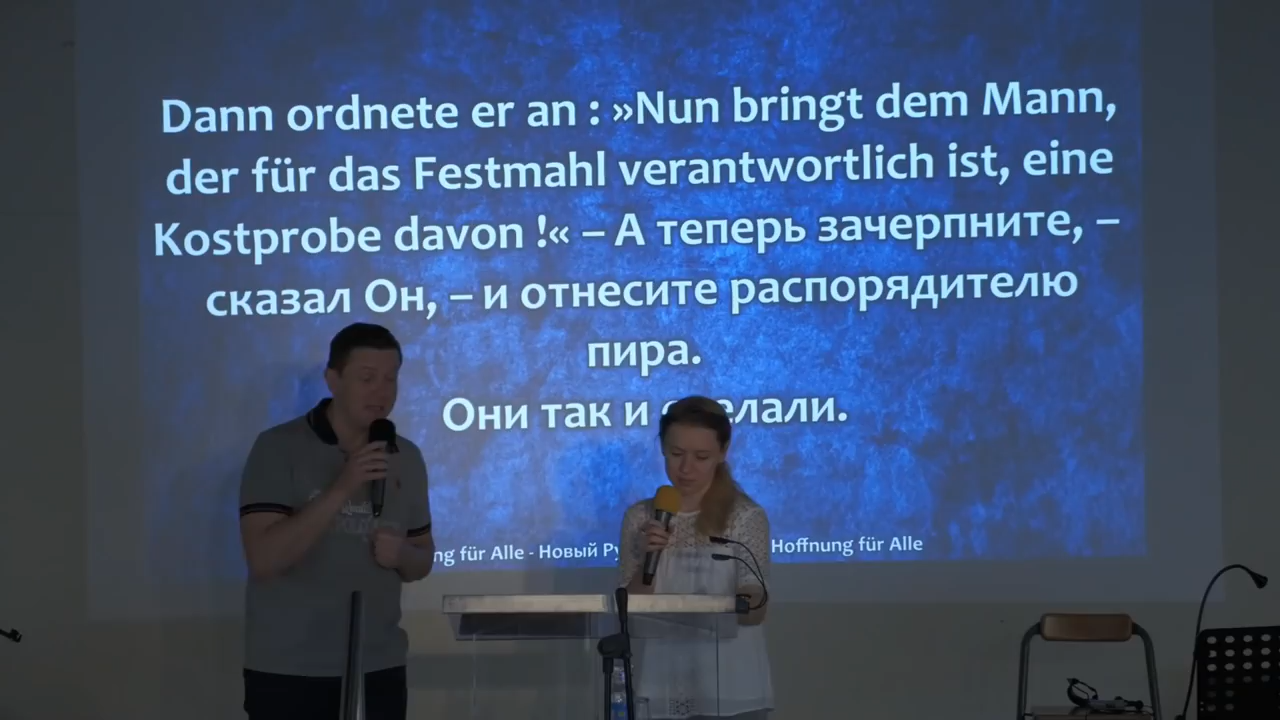 Dann ordnete er an : »Nun bringt dem Mann,
der für das Festmahl verantwortlich ist, eine
Kostprobe davon !« – А теперь зачерпните, –
сказал Он, – и отнесите распорядителю
пира.
Они так и
für Alle - Новый Hoffnung für Alle